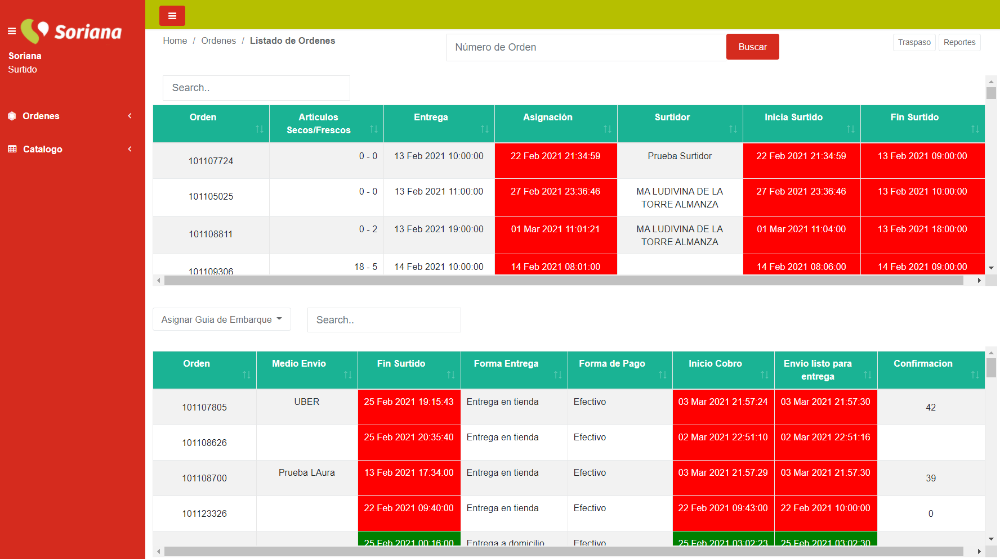 Soriana
Soriana
Surtido
Ordenes
Catalogo
Home / Ordenes / Listado de Ordenes
Número de Orden
Buscar
Traspaso
Reportes
Search..
Orden
Artículos
Secos/Frescos
Entrega
Asignación
Surtidor
Inicia Surtido
Fin Surtido
101107724
0 - 0
13 Feb 2021 10:00:00
22 Feb 2021 21:34:59
Prueba Surtidor
22 Feb 2021 21:34:59
13 Feb 2021 09:00:00
101105025
0 - 0
13 Feb 2021 11:00:00
27 Feb 2021 23:36:46
MA LUDIVINA DE LA
TORRE ALMANZA
27 Feb 2021 23:36:46
13 Feb 2021 10:00:00
101108811
0 - 2
13 Feb 2021 19:00:00
01 Mar 2021 11:01:21
MA LUDIVINA DE LA
TORRE ALMANZA
01 Mar 2021 11:04:00
13 Feb 2021 18:00:00
101109306
18 - 5
14 Feb 2021 10:00:00
14 Feb 2021 08:01:00
14 Feb 2021 08:06:00
14 Feb 2021 09:00:00
Asignar Guia de Embarque
Search..
Orden
Medio Envio
Fin Surtido
Forma Entrega
Forma de Pago
Inicio Cobro
Envio listo para
entrega
Confirmacion
101107805
UBER
25 Feb 2021 19:15:43
Entrega en tienda
Efectivo
03 Mar 2021 21:57:24
03 Mar 2021 21:57:30
42
101108626
25 Feb 2021 20:35:40
Entrega en tienda
Efectivo
02 Mar 2021 22:51:10
02 Mar 2021 22:51:16
101108700
Prueba LAura
13 Feb 2021 17:34:00
Entrega en tienda
Efectivo
03 Mar 2021 21:57:29
03 Mar 2021 21:57:30
39
101123326
22 Feb 2021 09:40:00
Entrega en tienda
Efectivo
22 Feb 2021 09:43:00
22 Feb 2021 10:00:00
0
25 Feb 2021 00:16:00
Entrega a domicilio
Efectivo
25 Feb 2021 03:02:23
25 Feb 2021 03:02:30